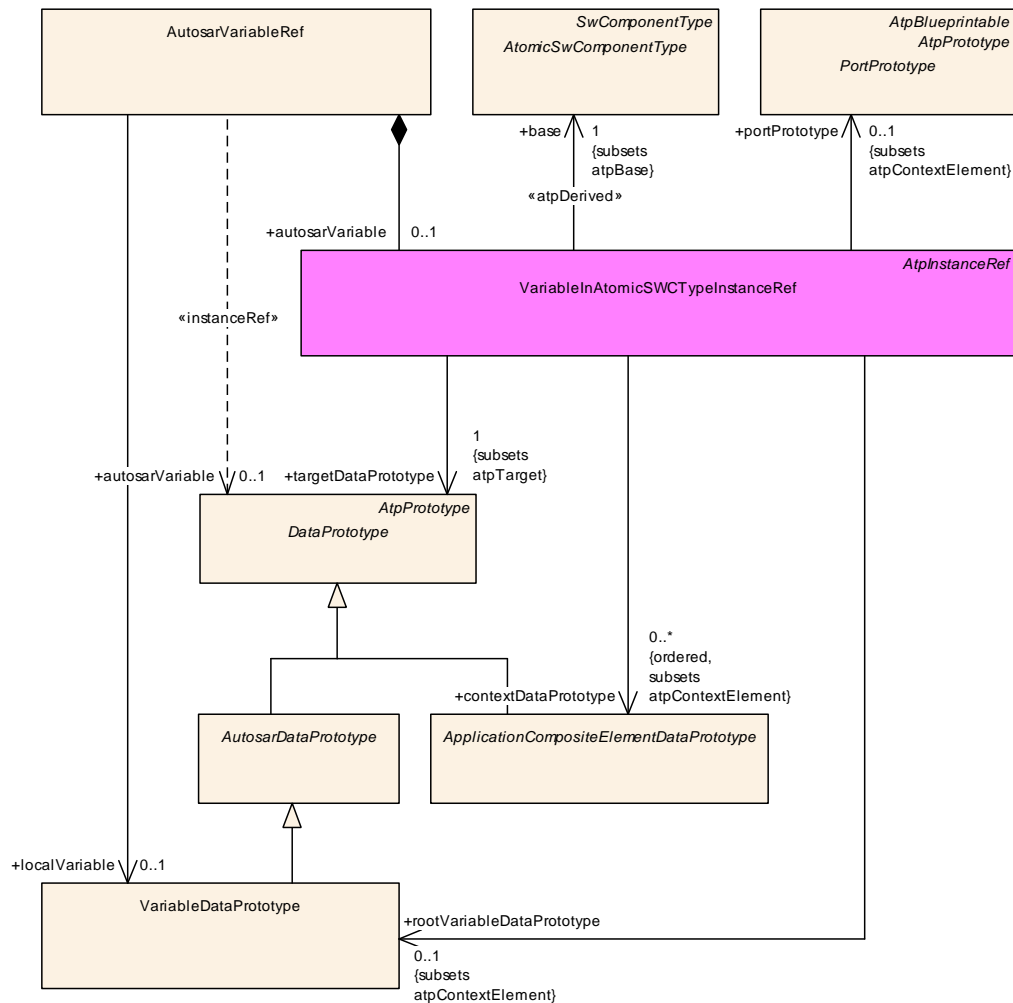 AutosarVariableRef
SwComponentType
AtomicSwComponentType
AtpBlueprintable
AtpPrototype
PortPrototype
+base
1
{subsets
atpBase}
«atpDerived»
+portPrototype
0..1
{subsets
atpContextElement}
+autosarVariable
0..1
AtpInstanceRef
VariableInAtomicSWCTypeInstanceRef
«instanceRef»
+autosarVariable
0..1
+targetDataPrototype
1
{subsets
atpTarget}
AtpPrototype
DataPrototype
+contextDataPrototype
0..*
{ordered,
subsets
atpContextElement}
AutosarDataPrototype
ApplicationCompositeElementDataPrototype
+localVariable
0..1
VariableDataPrototype
+rootVariableDataPrototype
0..1
{subsets
atpContextElement}